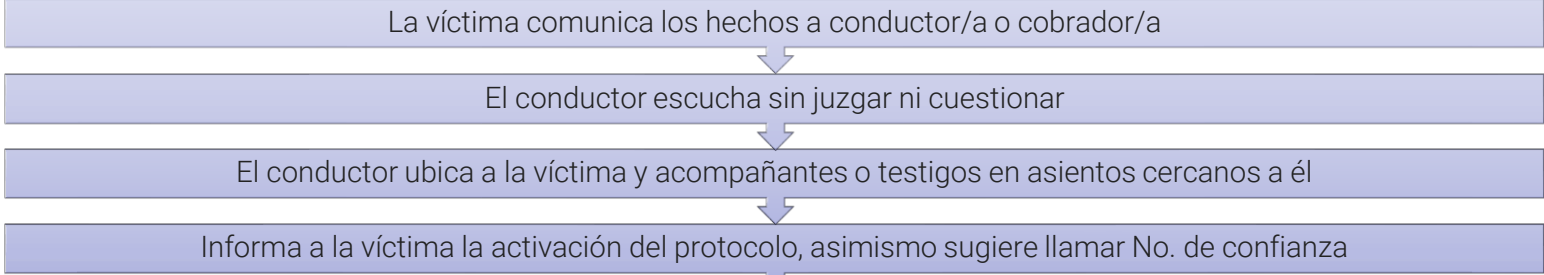 La víctima comunica los hechos a conductor/a o cobrador/a
El conductor escucha sin juzgar ni cuestionar
El conductor ubica a la víctima y acompañantes o testigos en asientos cercanos a él
Informa a la víctima la activación del protocolo, asimismo sugiere llamar No. de confianza